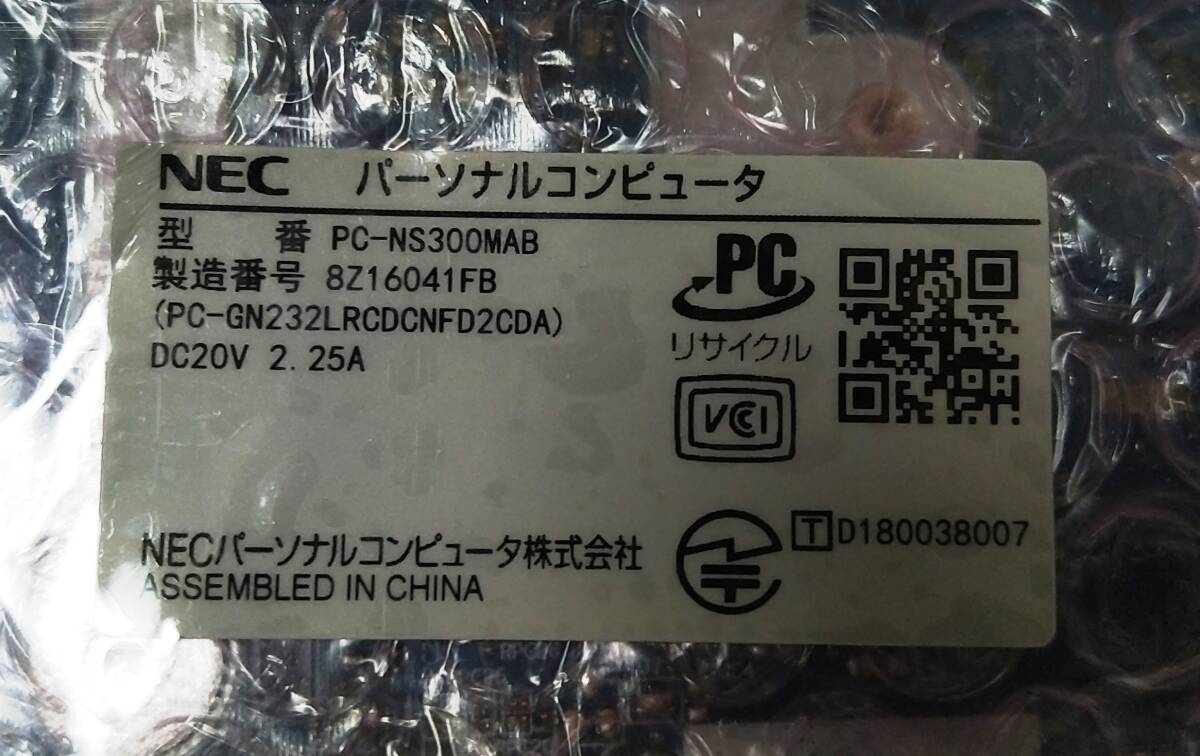 NEC パーソナルコンピュータ
型 番 PC-NS300MAB
製造番号 8Z16041FB
(PC-GN232LRCDCNFD2CDA)
DC20V 2.25A
PC
リサイクル
VCCI
NECパーソナルコンピュータ株式会社
ASSEMBLED IN CHINA
T D180038007